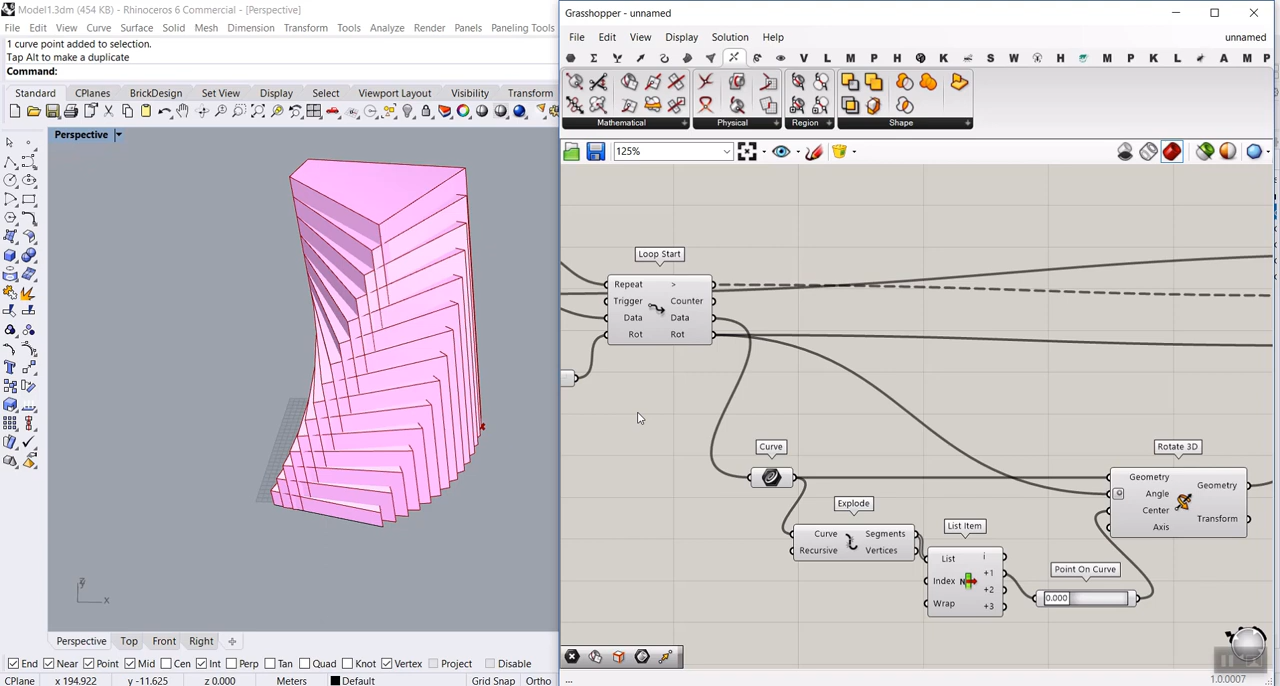 Model1.3dm (454 KB) - Rhinoceros 6 Commercial - [Perspective]
File Edit View Curve Surface Solid Mesh Dimension Transform Tools Analyze Render Panels Paneling Tools
1 curve point added to selection.
Tap Alt to make a duplicate
Command:
Standard CPlanes BrickDesign Set View Display Select Viewport Layout Visibility Transform
Perspective
z
x
Perspective Top Front Right
End Near Point Mid Cen Int Perp Tan Quad Knot Vertex Project Disable
CPlane x 194.922 y -11.625 z 0.000 Meters Default Grid Snap Ortho
Grasshopper - unnamed
File Edit View Display Solution Help unnamed
V L M P H K S W H M P K L A M P
Mathematical Physical Region Shape
125%
Loop Start
Repeat >
Trigger Counter
Data Data
Rot Rot
Curve
Explode
Curve Segments
Recursive Vertices
List Item
List i
Index +1
+2
Wrap +3
Point On Curve
0.000
Rotate 3D
Geometry Geometry
Angle
Center
Axis Transform
...
1.0.0007